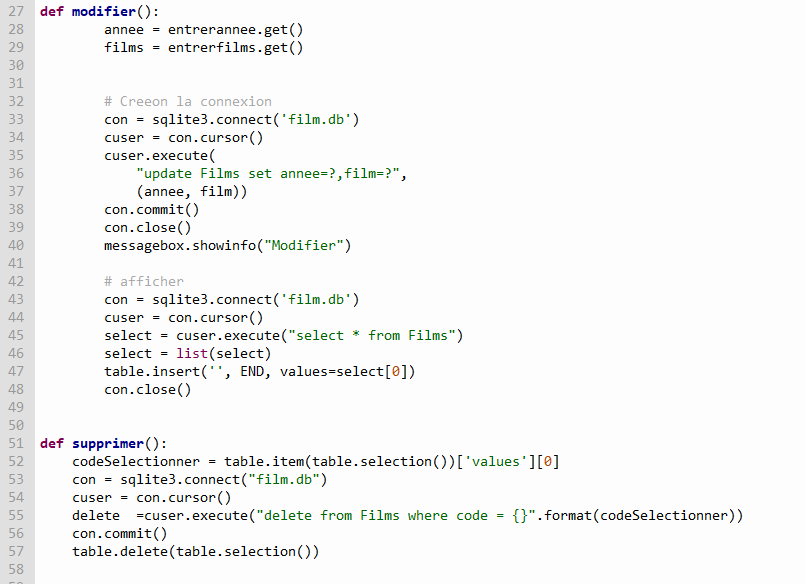 27 def modifier():
28         annee = entrerannee.get()
29         films = entrerfilms.get()
30
31
32         # Creeon la connexion
33         con = sqlite3.connect('film.db')
34         cuser = con.cursor()
35         cuser.execute(
36             "update Films set annee=?,film=?",
37             (annee, film))
38         con.commit()
39         con.close()
40         messagebox.showinfo("Modifier")
41
42         # afficher
43         con = sqlite3.connect('film.db')
44         cuser = con.cursor()
45         select = cuser.execute("select * from Films")
46         select = list(select)
47         table.insert('', END, values=select[0])
48         con.close()
49
50
51 def supprimer():
52     codeSelectionner = table.item(table.selection())['values'][0]
53     con = sqlite3.connect("film.db")
54     cuser = con.cursor()
55     delete  =cuser.execute("delete from Films where code = {}".format(codeSelectionner))
56     con.commit()
57     table.delete(table.selection())
58